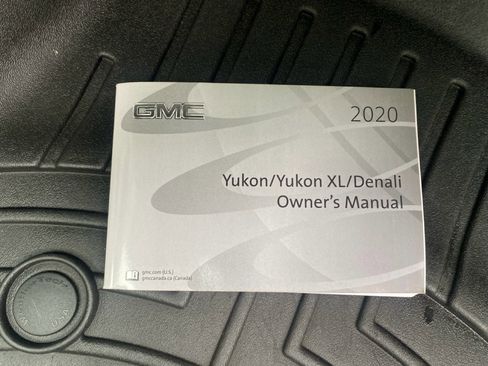 GMC
2020
Yukon/Yukon XL/Denali
Owner's Manual
gmc.com (U.S.)
gmccanada.ca (Canada)